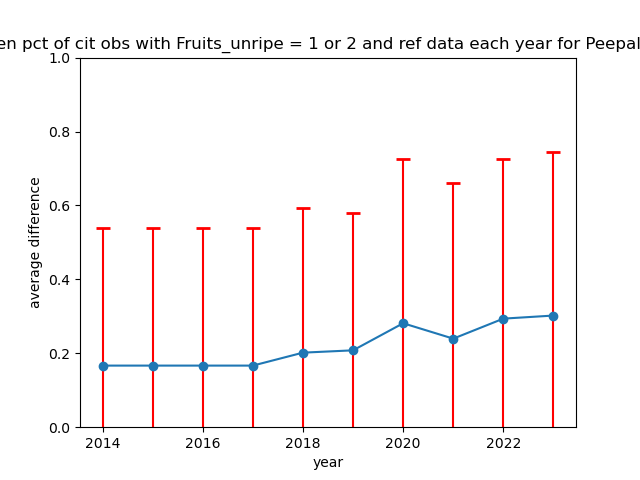 en pct of cit obs with Fruits_unripe = 1 or 2 and ref data each year for Peepal
1.0
0.8
0.6
0.4
0.2
0.0
average difference
2014 2016 2018 2020 2022
year